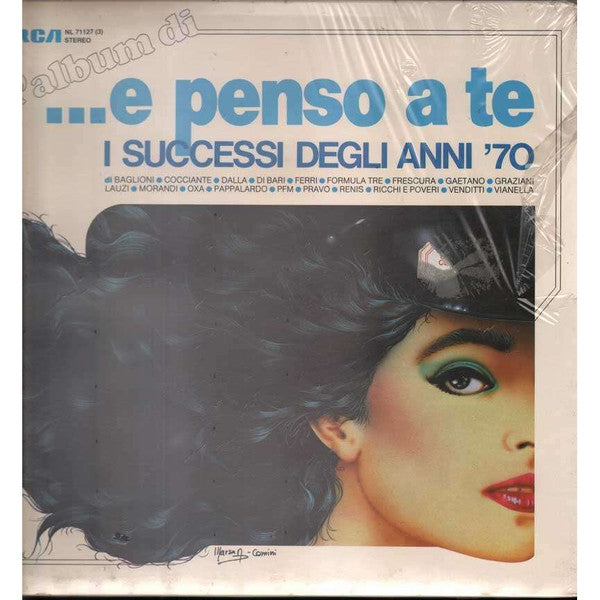 RCA NL 71127 (3)
STEREO
l'album di
...e penso a te
I SUCCESSI DEGLI ANNI '70
di BAGLIONI ● COCCIANTE ● DALLA ● DI BARI ● FERRI ● FORMULA TRE ● FRESCURA ● GAETANO ● GRAZIANI
LAUZI ● MORANDI ● OXA ● PAPPALARDO ● PFM ● PRAVO ● RENIS ● RICCHI E POVERI ● VENDITTI ● VIANELLA